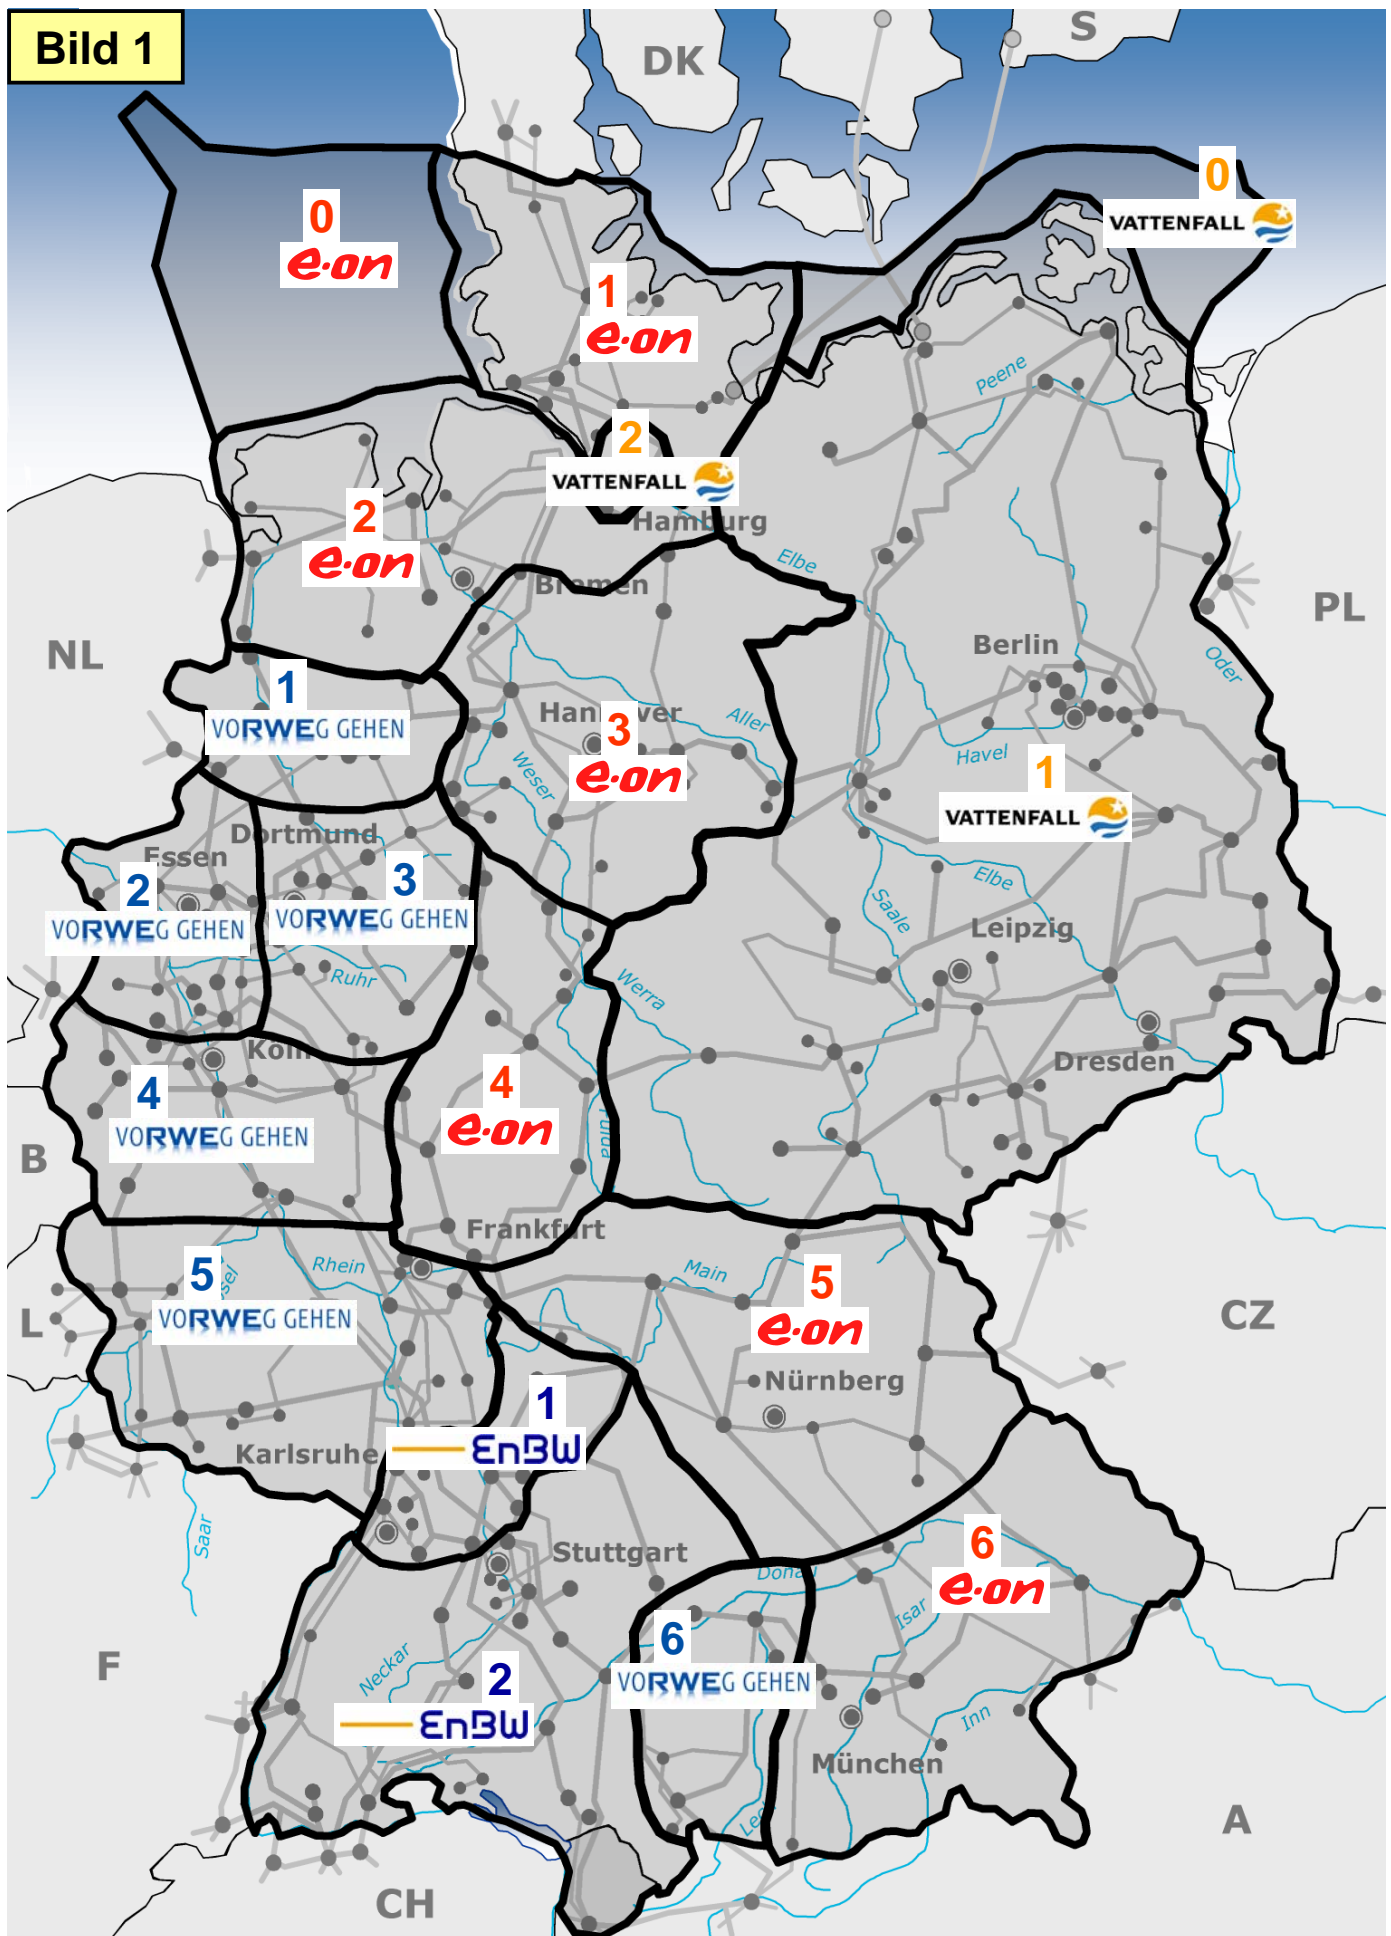 Bild 1
DK
S
0
e·on
0
VATTENFALL
1
e·on
Peene
2
VATTENFALL
Hamburg
2
e·on
Elbe
Bremen
NL
PL
Berlin
Oder
1
VORWEG GEHEN
Hannover
3
e·on
Aller
Weser
Havel
1
VATTENFALL
Dortmund
Essen
2
VORWEG GEHEN
3
VORWEG GEHEN
Elbe
Saale
Leipzig
Ruhr
Werra
Köln
Dresden
4
VORWEG GEHEN
4
e·on
Fulda
B
Frankfurt
Rhein
Main
5
VORWEG GEHEN
sel
5
e·on
L
CZ
Nürnberg
1
EnBW
Karlsruhe
Saar
Stuttgart
Donau
6
e·on
Isar
6
VORWEG GEHEN
F
Neckar
2
EnBW
Inn
München
Lech
A
CH